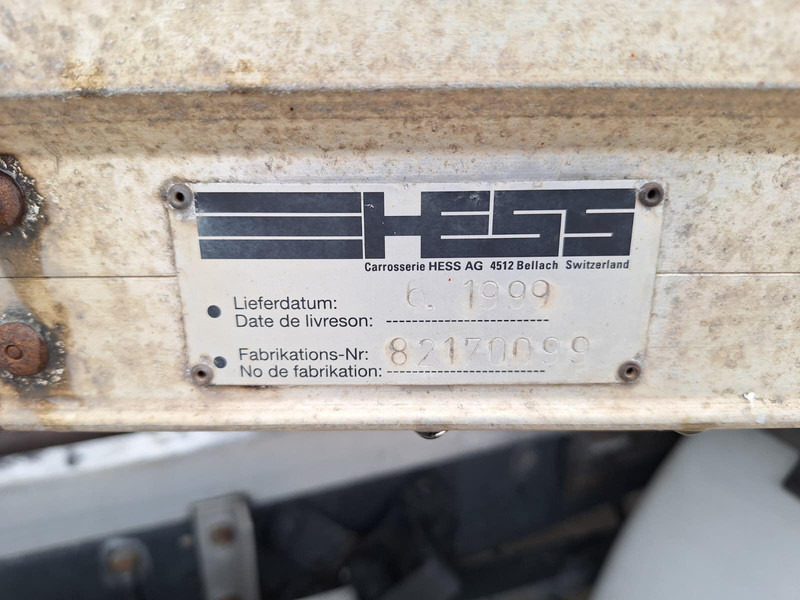 HESS
Carrosserie HESS AG 4512 Bellach Switzerland
Lieferdatum: 6. 1999
Date de livreson:
Fabrikations-Nr: 82170099
No de fabrikation: